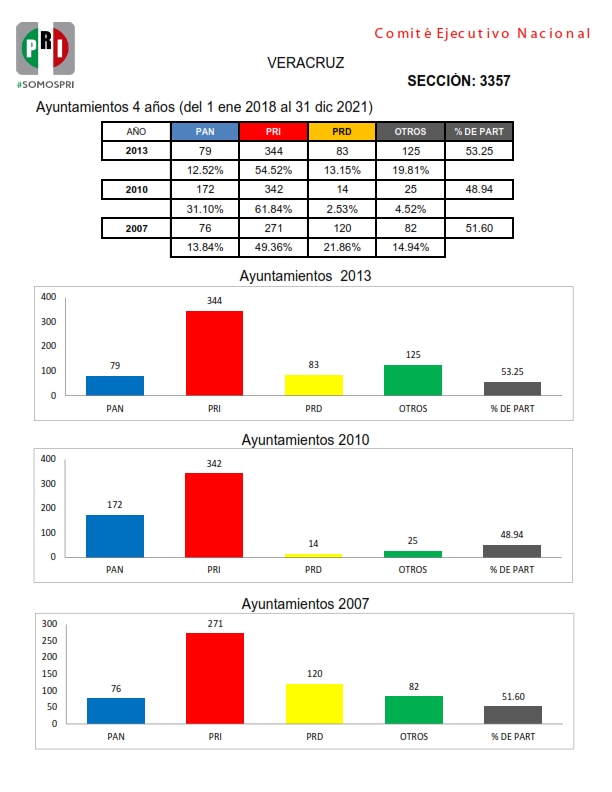 Comité Ejecutivo Nacional
PRI
#SOMOSPRI
VERACRUZ
SECCIÓN: 3357
Ayuntamientos 4 años (del 1 ene 2018 al 31 dic 2021)
AÑO PAN PRI PRD OTROS % DE PART
2013 79 344 83 125 53.25
12.52% 54.52% 13.15% 19.81%
2010 172 342 14 25 48.94
31.10% 61.84% 2.53% 4.52%
2007 76 271 120 82 51.60
13.84% 49.36% 21.86% 14.94%
Ayuntamientos 2013
400
300
200
100
0
79 344 83 125 53.25
PAN PRI PRD OTROS % DE PART
Ayuntamientos 2010
400
300
200
100
0
172 342 14 25 48.94
PAN PRI PRD OTROS % DE PART
Ayuntamientos 2007
300
250
200
150
100
50
0
76 271 120 82 51.60
PAN PRI PRD OTROS % DE PART